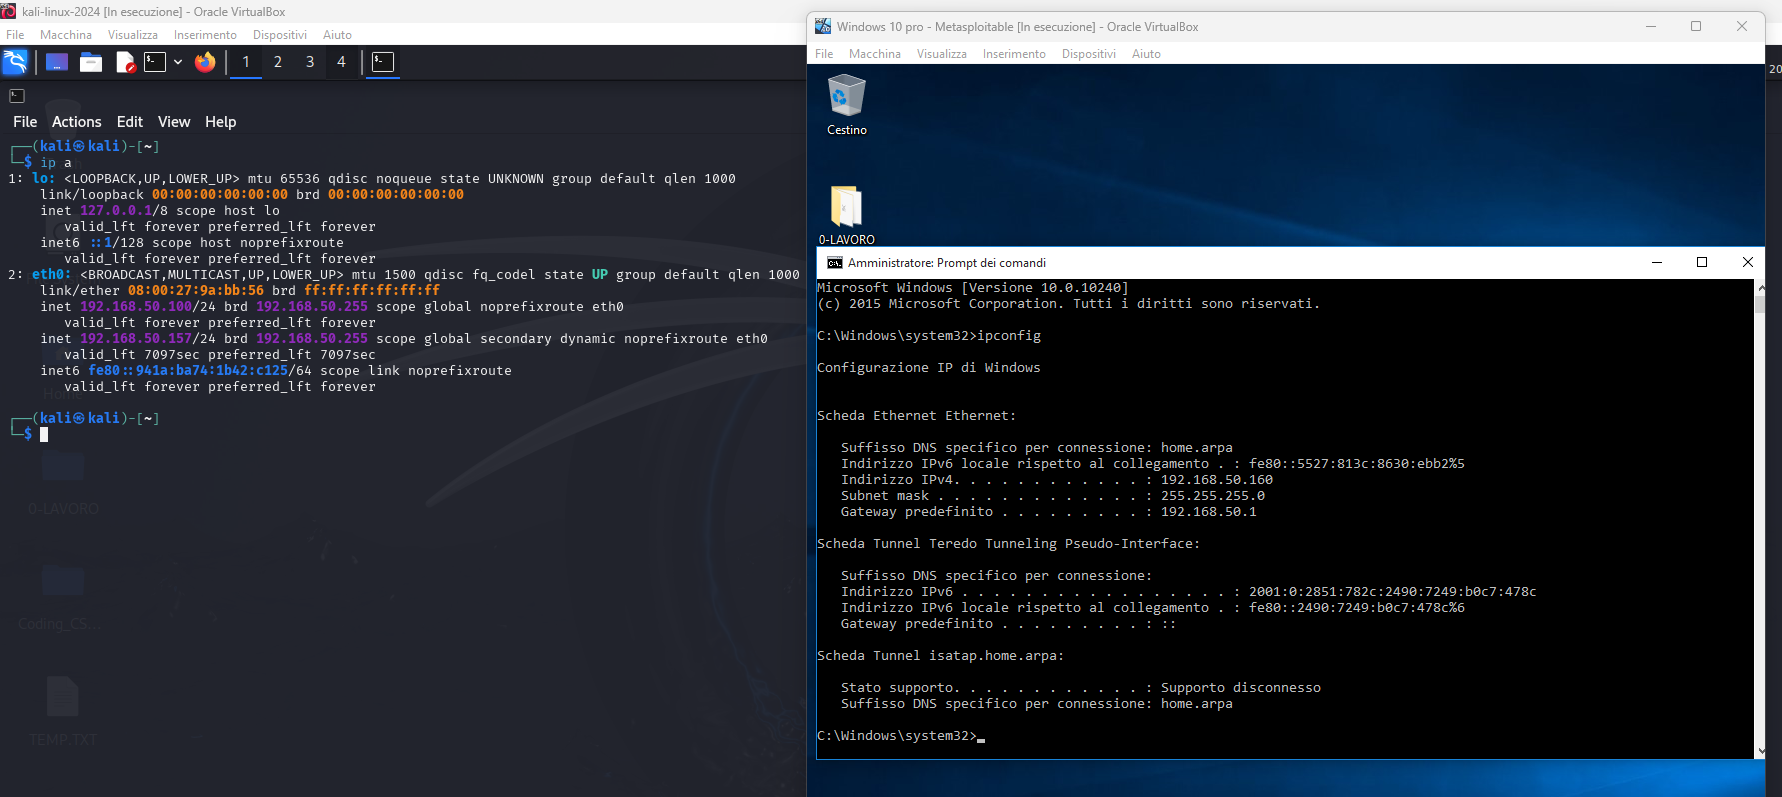 kali-linux-2024 [In esecuzione] - Oracle VirtualBox
File Macchina Visualizza Inserimento Dispositivi Aiuto
1 2 3 4
File Actions Edit View Help
┌──(kali㉿kali)-[~]
└─$ ip a
1: lo: <LOOPBACK,UP,LOWER_UP> mtu 65536 qdisc noqueue state UNKNOWN group default qlen 1000
link/loopback 00:00:00:00:00:00 brd 00:00:00:00:00:00
inet 127.0.0.1/8 scope host lo
valid_lft forever preferred_lft forever
inet6 ::1/128 scope host noprefixroute
valid_lft forever preferred_lft forever
2: eth0: <BROADCAST,MULTICAST,UP,LOWER_UP> mtu 1500 qdisc fq_codel state UP group default qlen 1000
link/ether 08:00:27:9a:bb:56 brd ff:ff:ff:ff:ff:ff
inet 192.168.50.100/24 brd 192.168.50.255 scope global noprefixroute eth0
valid_lft forever preferred_lft forever
inet 192.168.50.157/24 brd 192.168.50.255 scope global secondary dynamic noprefixroute eth0
valid_lft 7097sec preferred_lft 7097sec
inet6 fe80::941a:ba74:1b42:c125/64 scope link noprefixroute
valid_lft forever preferred_lft forever
Home
┌──(kali㉿kali)-[~]
└─$
0-LAVORO
Coding_CS...
TEMP.TXT
Windows 10 pro - Metasploitable [In esecuzione] - Oracle VirtualBox
File Macchina Visualizza Inserimento Dispositivi Aiuto
20
Cestino
0-LAVORO
Amministratore: Prompt dei comandi
Microsoft Windows [Versione 10.0.10240]
(c) 2015 Microsoft Corporation. Tutti i diritti sono riservati.
C:\Windows\system32>ipconfig
Configurazione IP di Windows
Scheda Ethernet Ethernet:
Suffisso DNS specifico per connessione: home.arpa
Indirizzo IPv6 locale rispetto al collegamento . : fe80::5527:813c:8630:ebb2%5
Indirizzo IPv4. . . . . . . . . . . . : 192.168.50.160
Subnet mask . . . . . . . . . . . . . : 255.255.255.0
Gateway predefinito . . . . . . . . . : 192.168.50.1
Scheda Tunnel Teredo Tunneling Pseudo-Interface:
Suffisso DNS specifico per connessione:
Indirizzo IPv6 . . . . . . . . . . . . . . . . . : 2001:0:2851:782c:2490:7249:b0c7:478c
Indirizzo IPv6 locale rispetto al collegamento . : fe80::2490:7249:b0c7:478c%6
Gateway predefinito . . . . . . . . . : ::
Scheda Tunnel isatap.home.arpa:
Stato supporto. . . . . . . . . . . . : Supporto disconnesso
Suffisso DNS specifico per connessione: home.arpa
C:\Windows\system32>